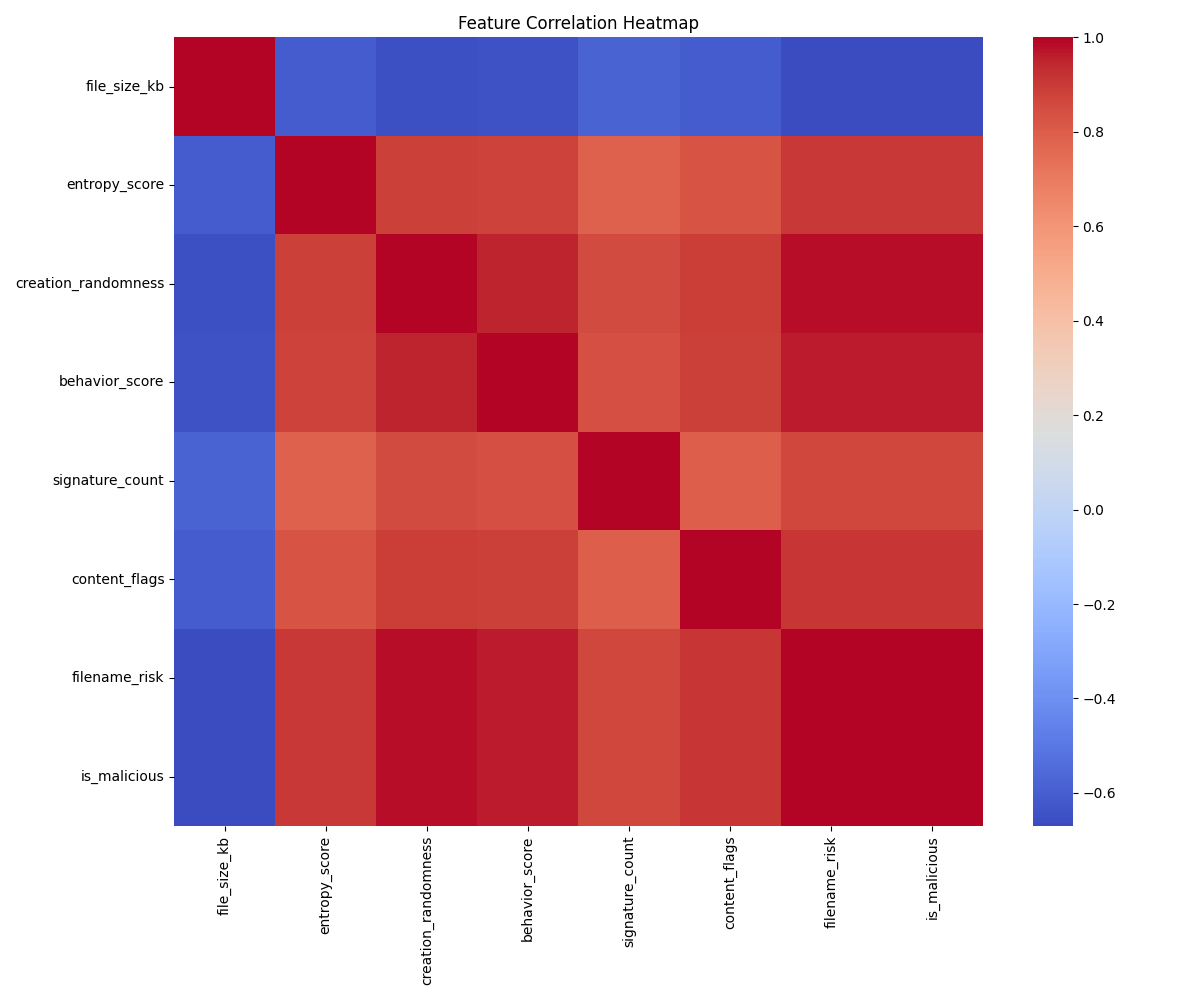 Feature Correlation Heatmap
file_size_kb
entropy_score
creation_randomness
behavior_score
signature_count
content_flags
filename_risk
is_malicious
file_size_kb
entropy_score
creation_randomness
behavior_score
signature_count
content_flags
filename_risk
is_malicious
1.0
0.8
0.6
0.4
0.2
0.0
−0.2
−0.4
−0.6